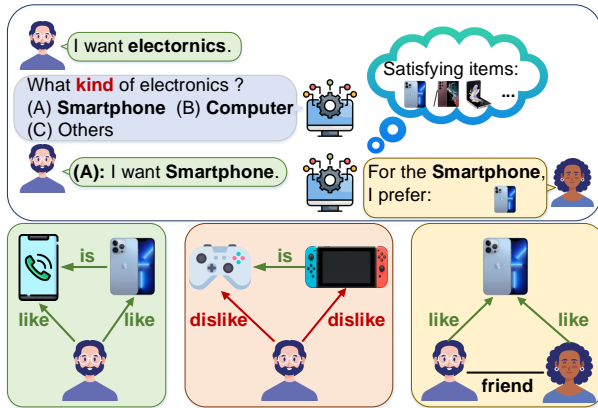 I want electornics.
What kind of electronics ?
(A) Smartphone (B) Computer
(C) Others
Satisfying items:
...
(A): I want Smartphone.
For the Smartphone,
I prefer:
is
like like
is
dislike dislike
like like
friend